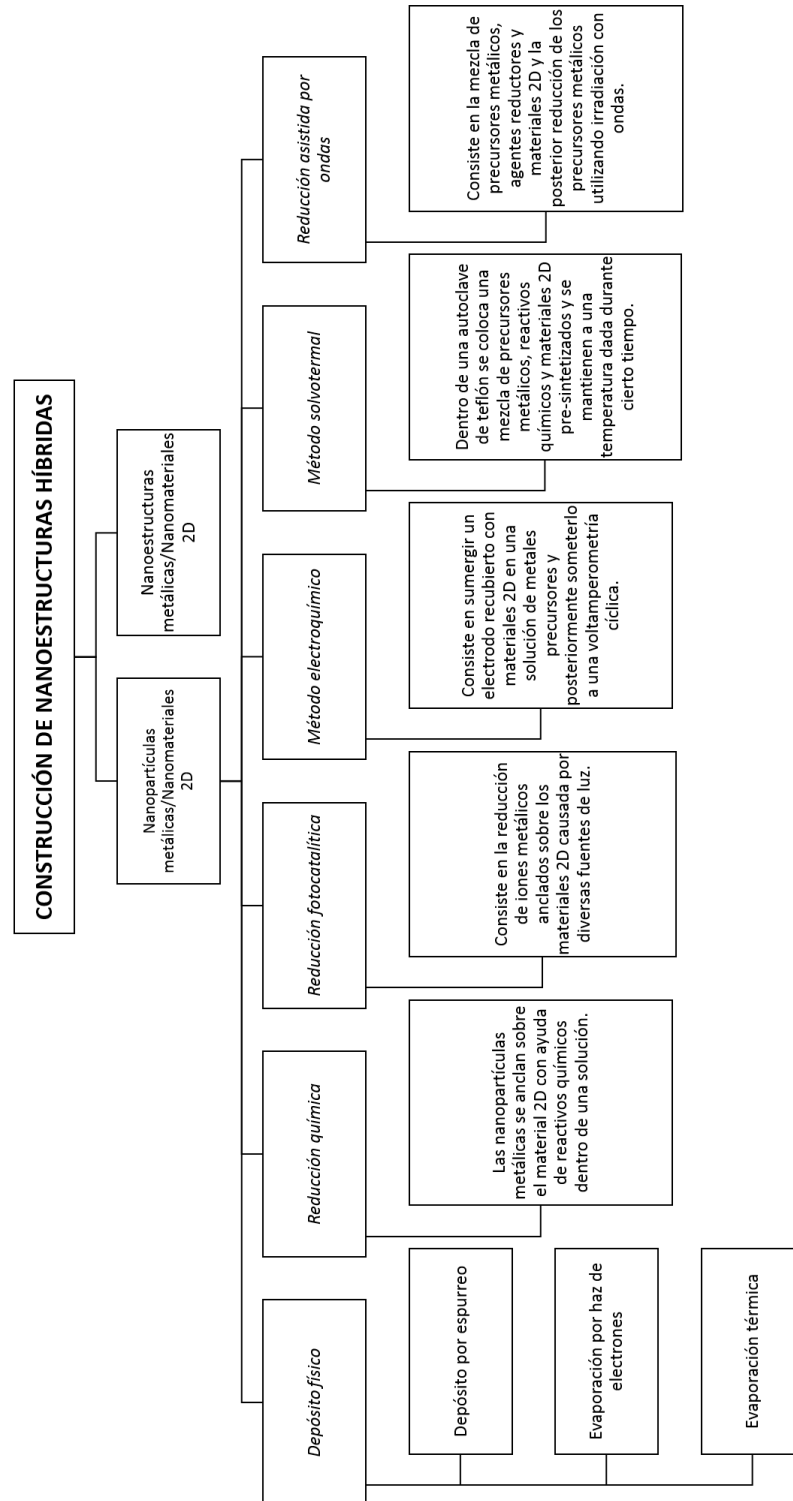 CONSTRUCCIÓN DE NANOESTRUCTURAS HÍBRIDAS
Nanopartículas
metálicas/Nanomateriales
2D
Nanoestructuras
metálicas/Nanomateriales
2D
Depósito físico
Reducción química
Reducción fotocatalítica
Método electroquímico
Método solvotermal
Reducción asistida por
ondas
Depósito por espurreo
Evaporación por haz de
electrones
Evaporación térmica
Las nanopartículas
metálicas se anclan sobre
el material 2D con ayuda
de reactivos químicos
dentro de una solución.
Consiste en la reducción
de iones metálicos
anclados sobre los
materiales 2D causada por
diversas fuentes de luz.
Consiste en sumergir un
electrodo recubierto con
materiales 2D en una
solución de metales
precursores y
posteriormente someterlo
a una voltamperometría
cíclica.
Dentro de una autoclave
de teflón se coloca una
mezcla de precursores
metálicos, reactivos
químicos y materiales 2D
pre-sintetizados y se
mantienen a una
temperatura dada durante
cierto tiempo.
Consiste en la mezcla de
precursores metálicos,
agentes reductores y
materiales 2D y la
posterior reducción de los
precursores metálicos
utilizando irradiación con
ondas.